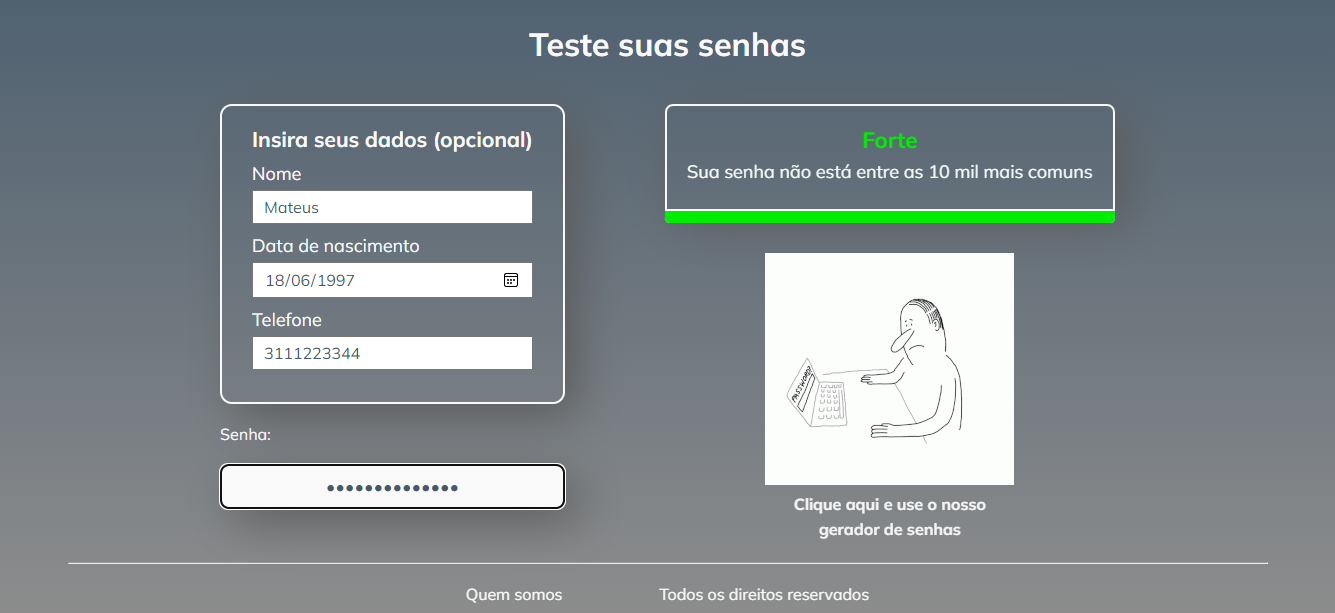 Teste suas senhas
Insira seus dados (opcional)
Nome
Mateus
Data de nascimento
18/06/1997
Telefone
3111223344
Senha:
••••••••••••••
Forte
Sua senha não está entre as 10 mil mais comuns
PASSWORD?
Clique aqui e use o nosso
gerador de senhas
Quem somos
Todos os direitos reservados